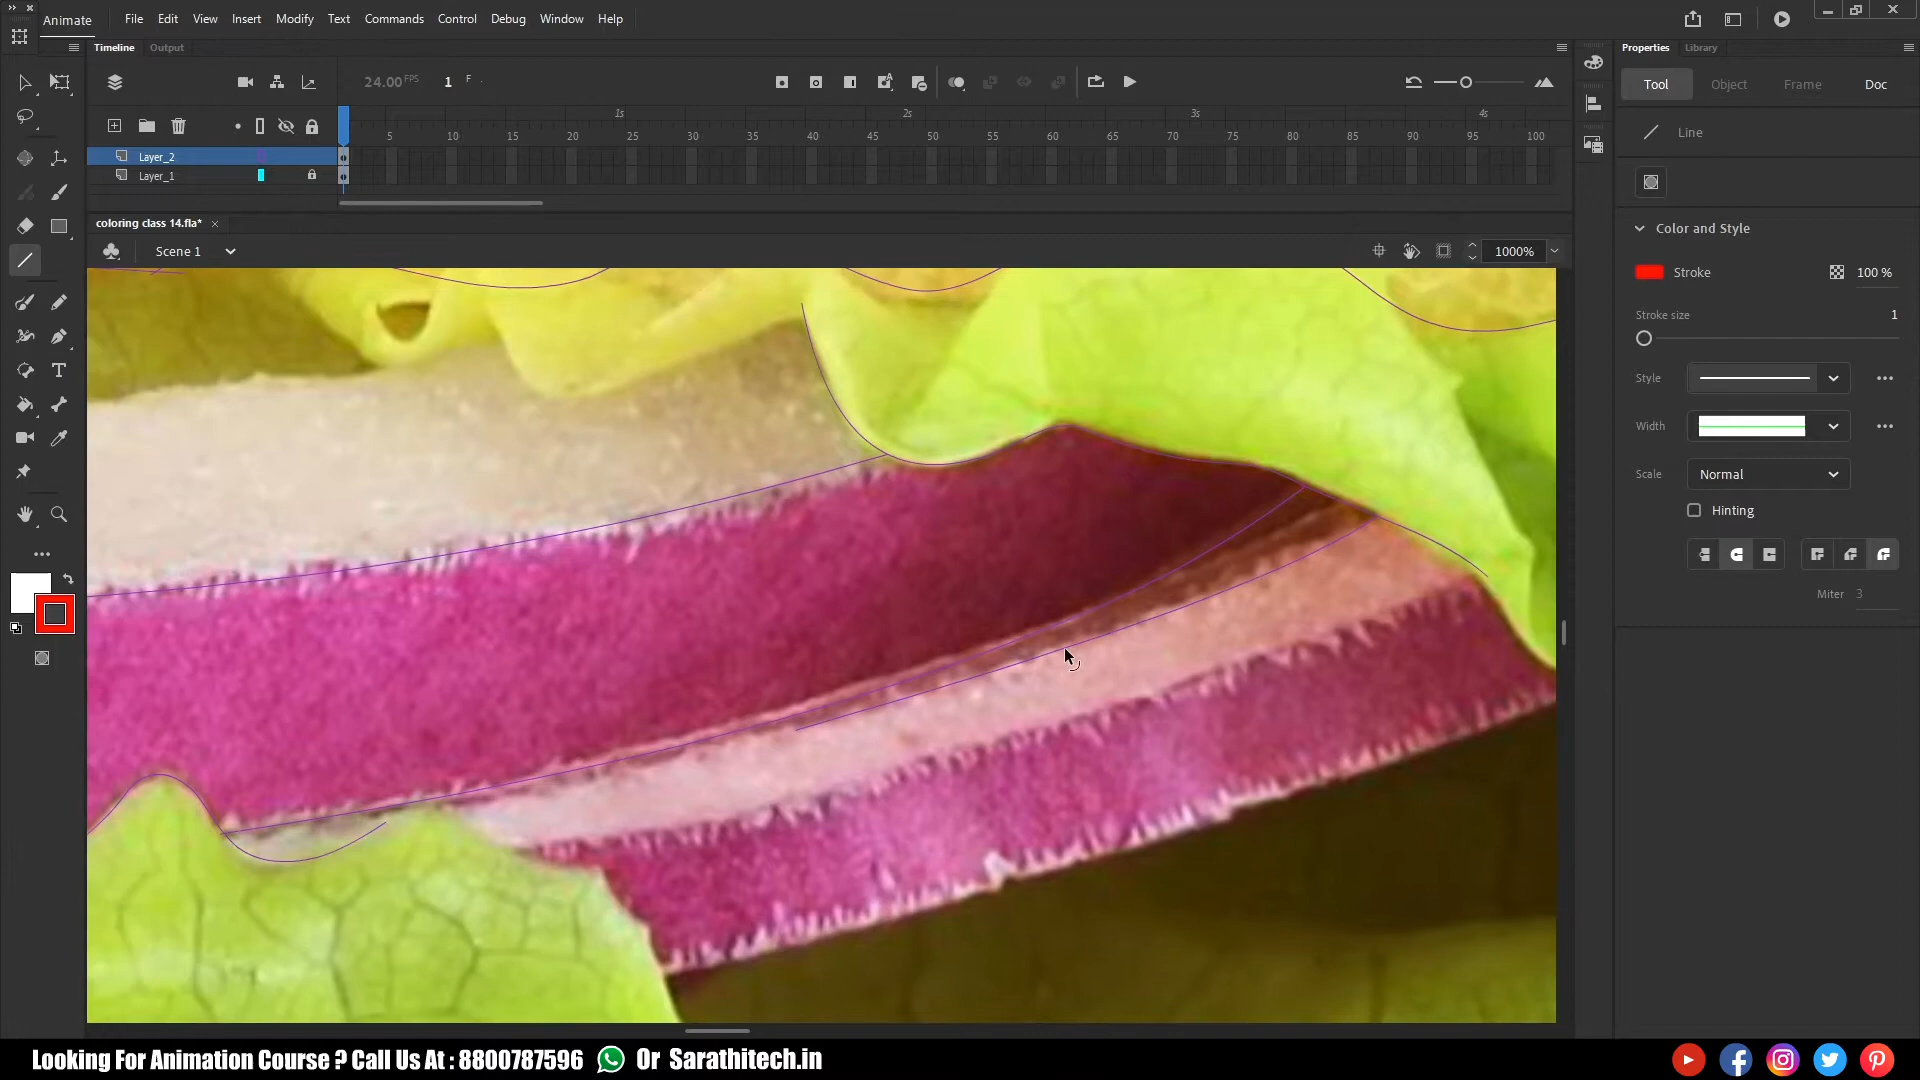 Animate File Edit View Insert Modify Text Commands Control Debug Window Help
Timeline Output
Properties Library
24.00 FPS 1 F
Tool Object Frame Doc
1s 2s 3s 4s
5 10 15 20 25 30 35 40 45 50 55 60 65 70 75 80 85 90 95 100
Line
Layer_2
Layer_1
coloring class 14.fla*
Scene 1
1000%
Color and Style
Stroke 100 %
Stroke size 1
Style
Width
Scale Normal
Hinting
Miter 3
Looking For Animation Course ? Call Us At : 8800787596 Or Sarathitech.in